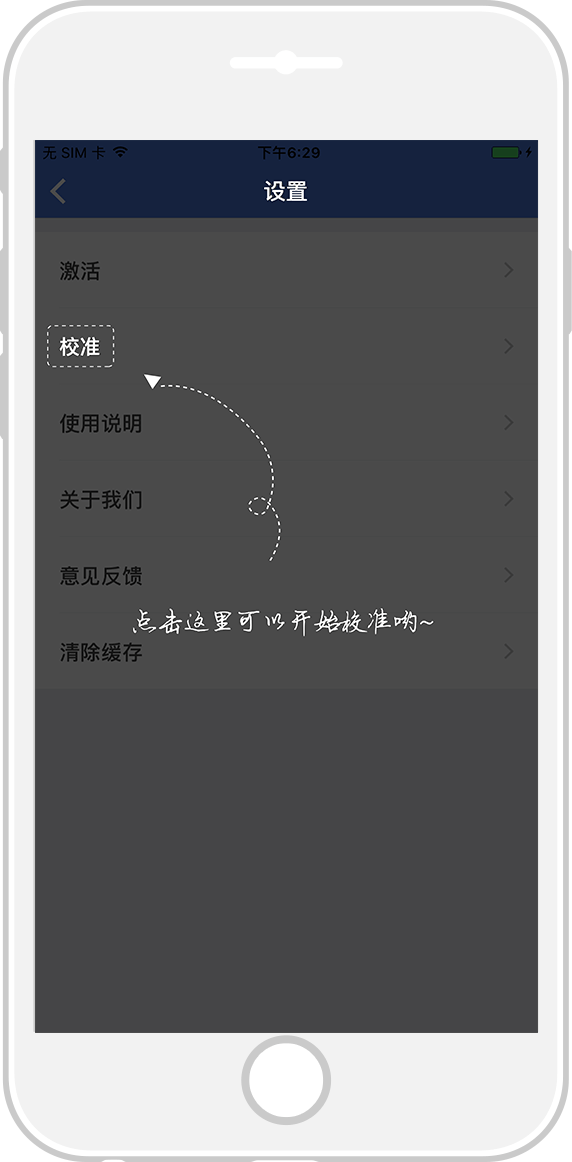 无 SIM 卡 下午6:29
设置
激活
校准
使用说明
关于我们
意见反馈
点击这里可以开始校准哟~
清除缓存